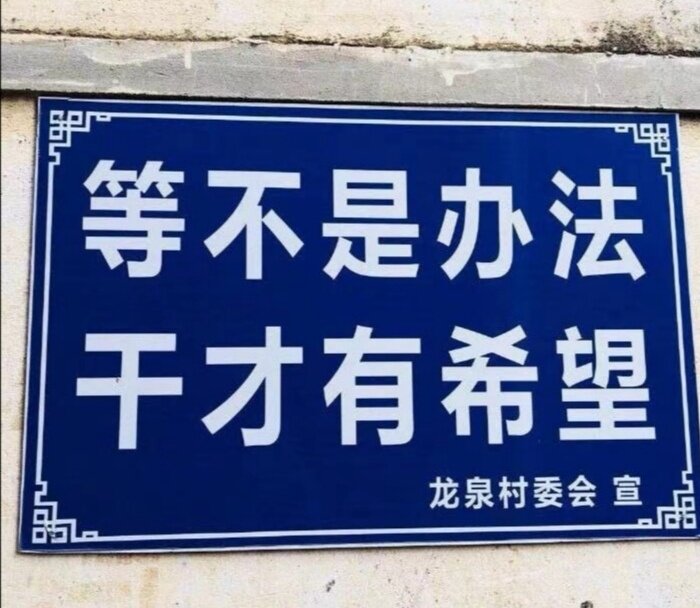 等不是办法
干才有希望
龙泉村委会 宣